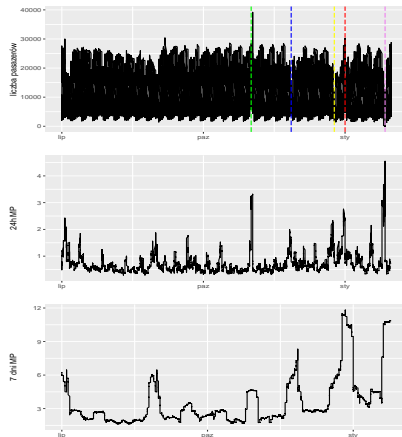 40000
30000
20000
10000
0
liczba pasażerów
lip
paź
sty
4
3
2
1
24h MP
lip
paź
sty
12
9
6
3
7 dni MP
lip
paź
sty